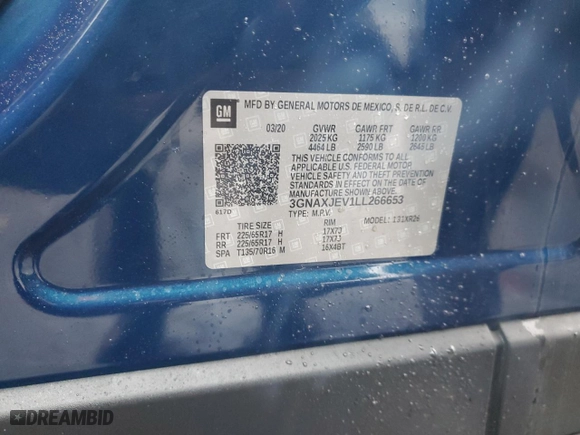 GM
MFD BY GENERAL MOTORS DE MEXICO, S. DE R.L. DE C.V.
03/20 GVWR GAWR FRT GAWR RR
2025 KG 1175 KG 1200 KG
4464 LB 2590 LB 2645 LB
THIS VEHICLE CONFORMS TO ALL
APPLICABLE U.S. FEDERAL MOTOR
VEHICLE SAFETY, BUMPER, AND THEFT
PREVENTION STANDARDS IN EFFECT ON
THE DATE OF MANUFACTURE SHOWN ABOVE.
617D
3GNAXJEV1LL266653
TYPE: M.P.V. MODEL: 1XR26
TIRE SIZE RIM
FRT 225/65R17 H 17X7J
RR 225/65R17 H 17X7J
SPA T135/70R16 M 16X4BT
DREAMBID